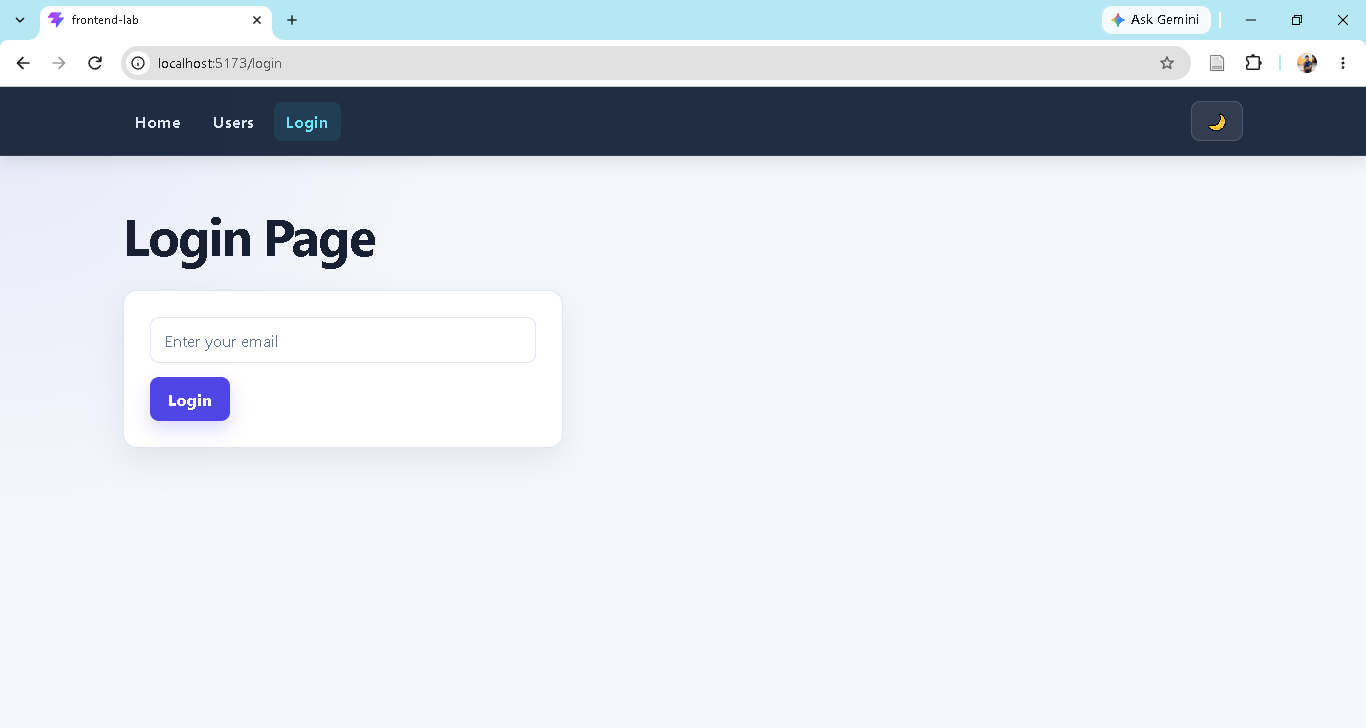 frontend-lab
Ask Gemini
localhost:5173/login
Home Users Login
Login Page
Enter your email
Login